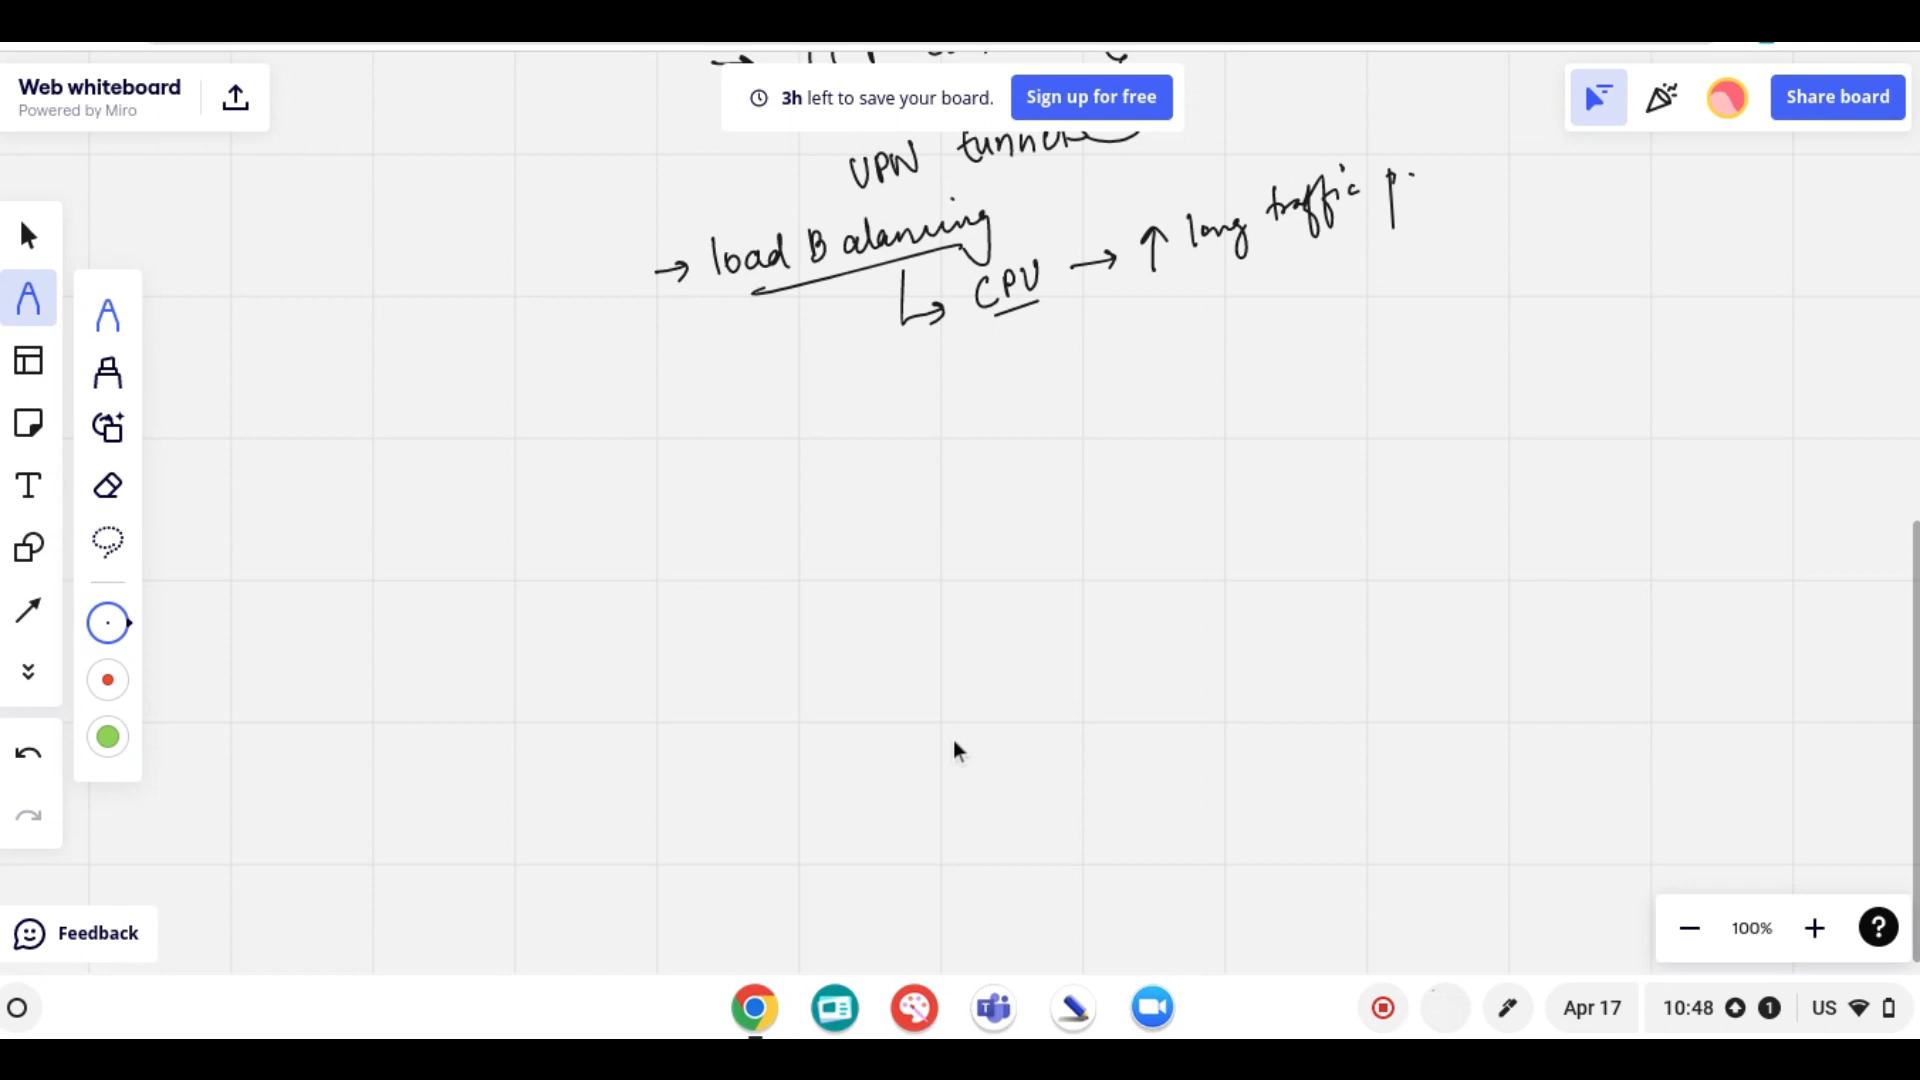 Web whiteboard
Powered by Miro
3h left to save your board.
Sign up for free
Share board
VPN tunnel
→ load Balancing
↳ CPU → ↑ long traffic p.
T
Feedback
− 100% + ?
Apr 17
10:48
1
US